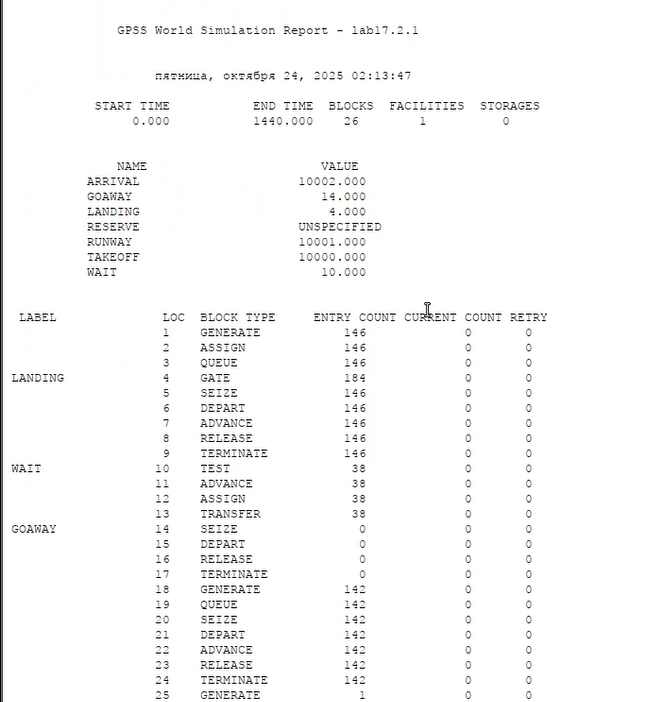 GPSS World Simulation Report - lab17.2.1
пятница, октября 24, 2025 02:13:47
START TIME END TIME BLOCKS FACILITIES STORAGES
0.000 1440.000 26 1 0
NAME VALUE
ARRIVAL 10002.000
GOAWAY 14.000
LANDING 4.000
RESERVE UNSPECIFIED
RUNWAY 10001.000
TAKEOFF 10000.000
WAIT 10.000
LABEL LOC BLOCK TYPE ENTRY COUNT CURRENT COUNT RETRY
1 GENERATE 146 0 0
2 ASSIGN 146 0 0
3 QUEUE 146 0 0
LANDING 4 GATE 184 0 0
5 SEIZE 146 0 0
6 DEPART 146 0 0
7 ADVANCE 146 0 0
8 RELEASE 146 0 0
9 TERMINATE 146 0 0
WAIT 10 TEST 38 0 0
11 ADVANCE 38 0 0
12 ASSIGN 38 0 0
13 TRANSFER 38 0 0
GOAWAY 14 SEIZE 0 0 0
15 DEPART 0 0 0
16 RELEASE 0 0 0
17 TERMINATE 0 0 0
18 GENERATE 142 0 0
19 QUEUE 142 0 0
20 SEIZE 142 0 0
21 DEPART 142 0 0
22 ADVANCE 142 0 0
23 RELEASE 142 0 0
24 TERMINATE 142 0 0
25 GENERATE 1 0 0